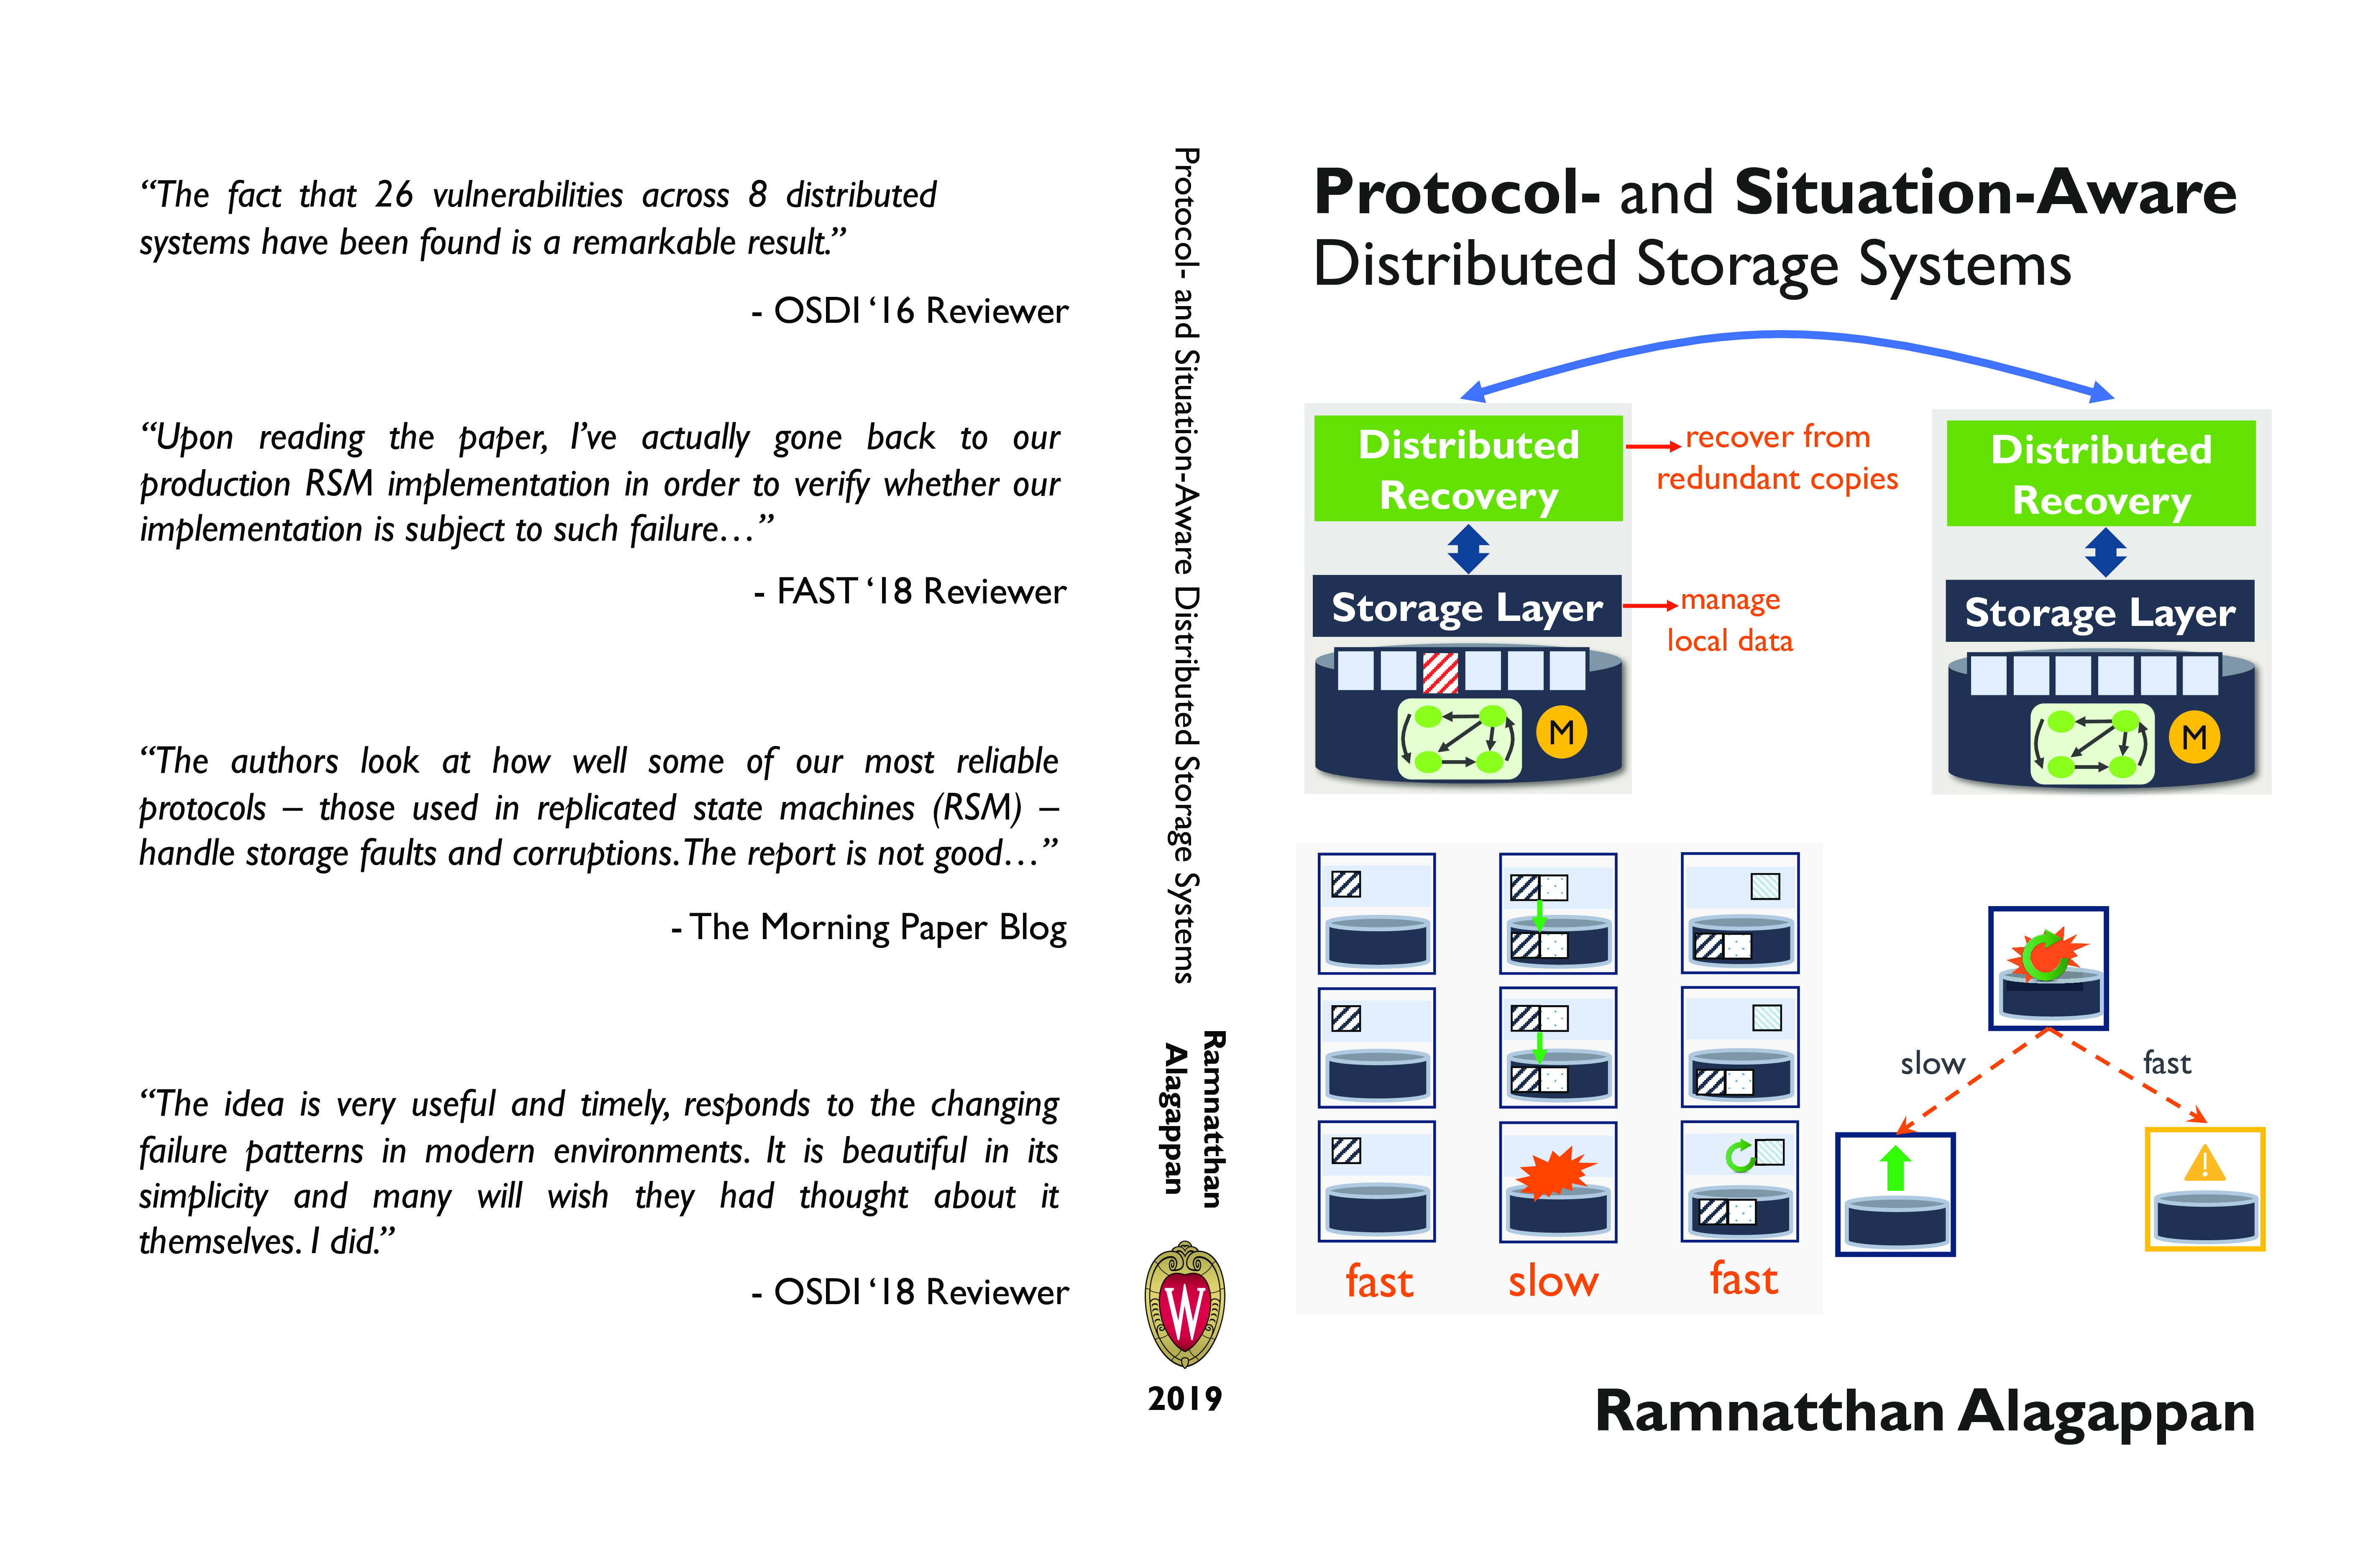 “The fact that 26 vulnerabilities across 8 distributed
systems have been found is a remarkable result.”
- OSDI ‘16 Reviewer
“Upon reading the paper, I’ve actually gone back to our
production RSM implementation in order to verify whether our
implementation is subject to such failure…”
- FAST ‘18 Reviewer
“The authors look at how well some of our most reliable
protocols – those used in replicated state machines (RSM) –
handle storage faults and corruptions. The report is not good…”
- The Morning Paper Blog
“The idea is very useful and timely, responds to the changing
failure patterns in modern environments. It is beautiful in its
simplicity and many will wish they had thought about it
themselves. I did.”
- OSDI ‘18 Reviewer
Protocol- and Situation-Aware Distributed Storage Systems
Ramnatthan
Alagappan
W
2019
Protocol- and Situation-Aware
Distributed Storage Systems
Distributed
Recovery
recover from
redundant copies
Storage Layer
manage
local data
M
Distributed
Recovery
Storage Layer
M
fast
slow
fast
slow
fast
!
Ramnatthan Alagappan